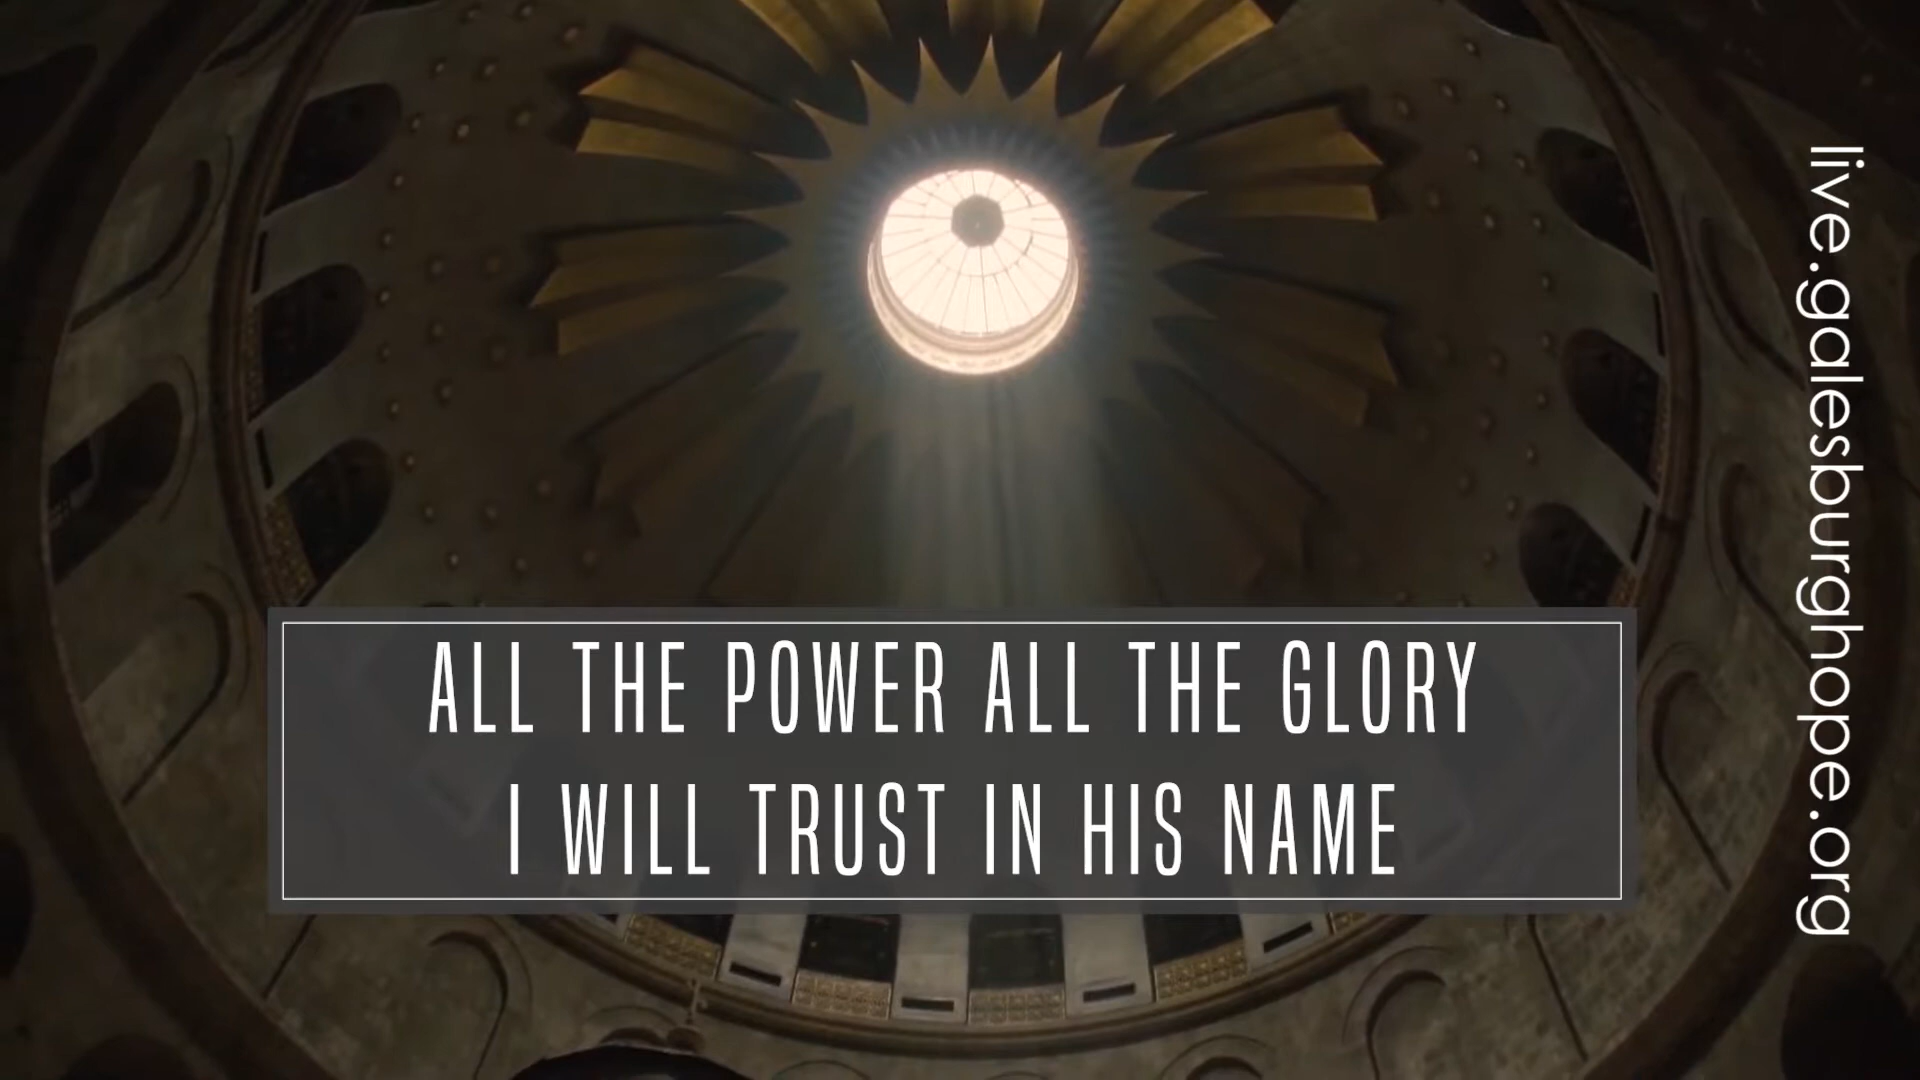 ALL THE POWER ALL THE GLORY
I WILL TRUST IN HIS NAME
live.galesburghope.org